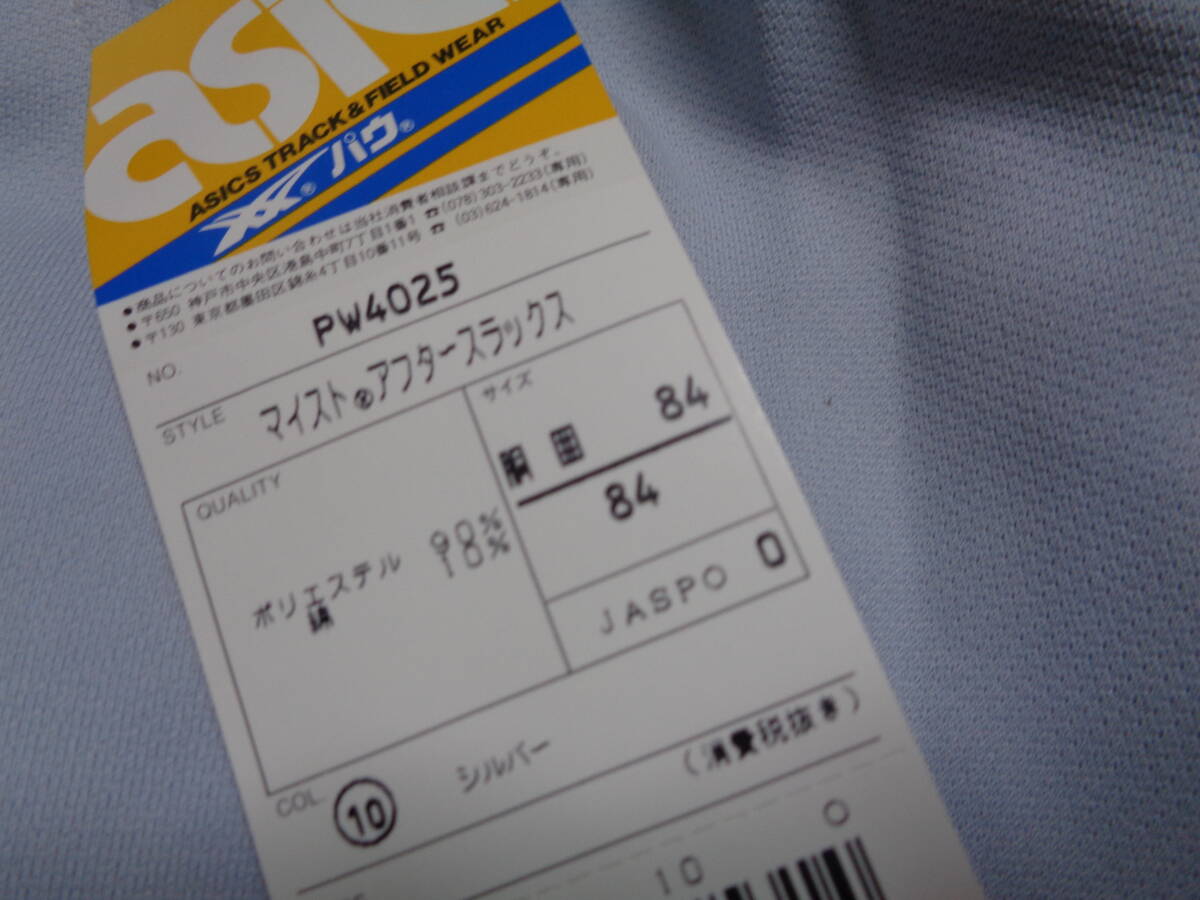 asic
ASICS TRACK & FIELD WEAR
® パウ®
●商品についてのお問い合わせは当社消費者相談課までどうぞ。
●〒650 神戸市中央区港島中町7丁目1番1 ☎(078)303-2233(専用)
●〒130 東京都墨田区錦糸4丁目10番11号 ☎ (03)624-1814(専用)
NO. PW4025
STYLE マイスト®アフタースラックス
QUALITY
ポリエステル 90%
綿 10%
サイズ
胴囲 84
84
JASPO O
COL. ⑩ シルバー
(消費税抜き)
10